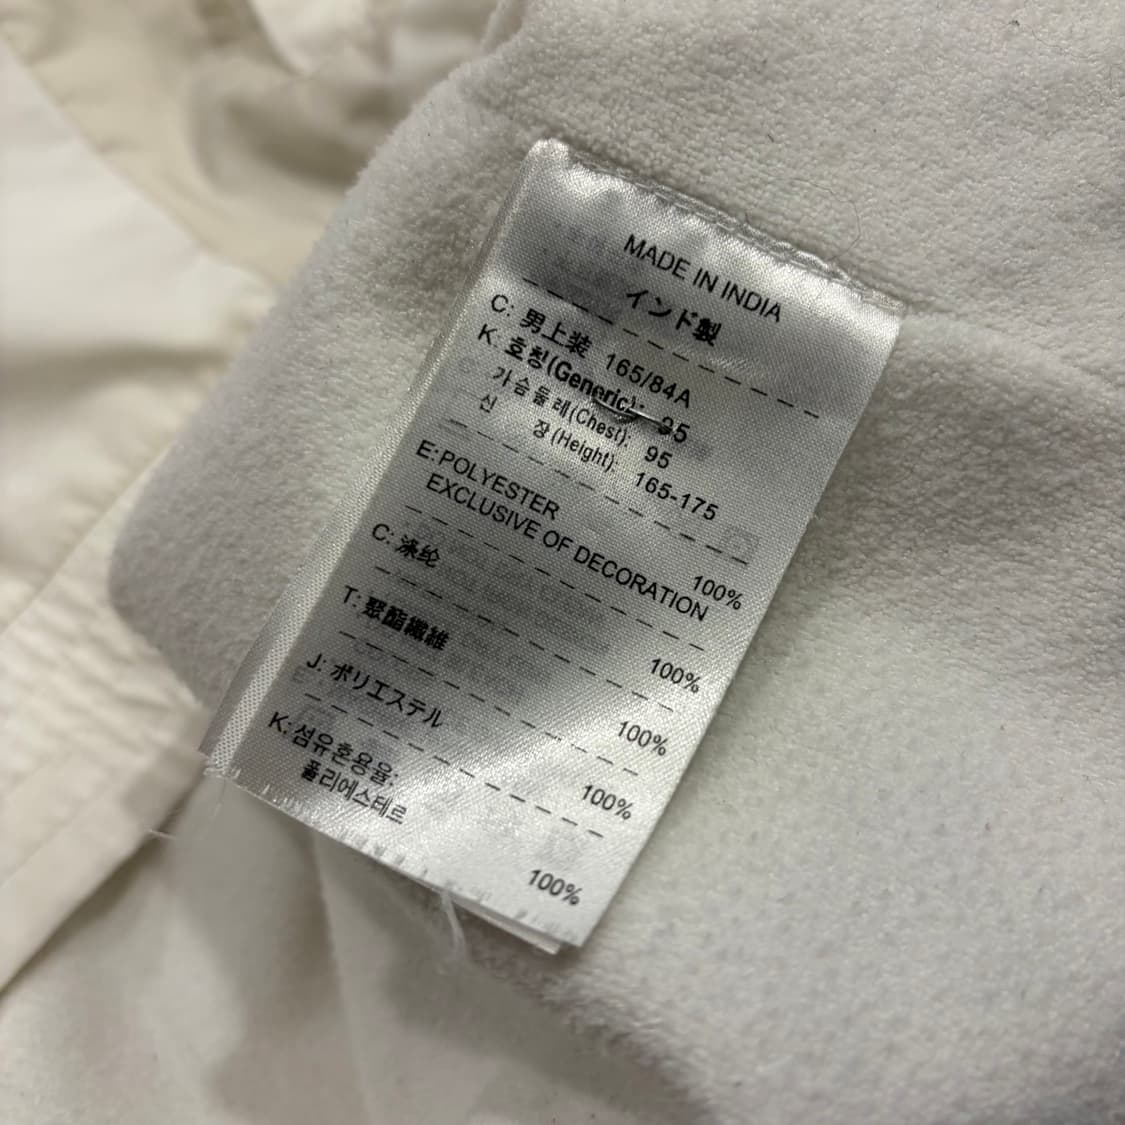 MADE IN INDIA
インド製
C: 男上装 165/84A
K: 호칭(Generic): 95
가슴둘레(Chest): 95
신 장(Height): 165-175
E: POLYESTER 100%
EXCLUSIVE OF DECORATION
C: 涤纶 100%
T: 聚酯纖維 100%
J: ポリエステル 100%
K: 섬유혼용율:
폴리에스테르 100%